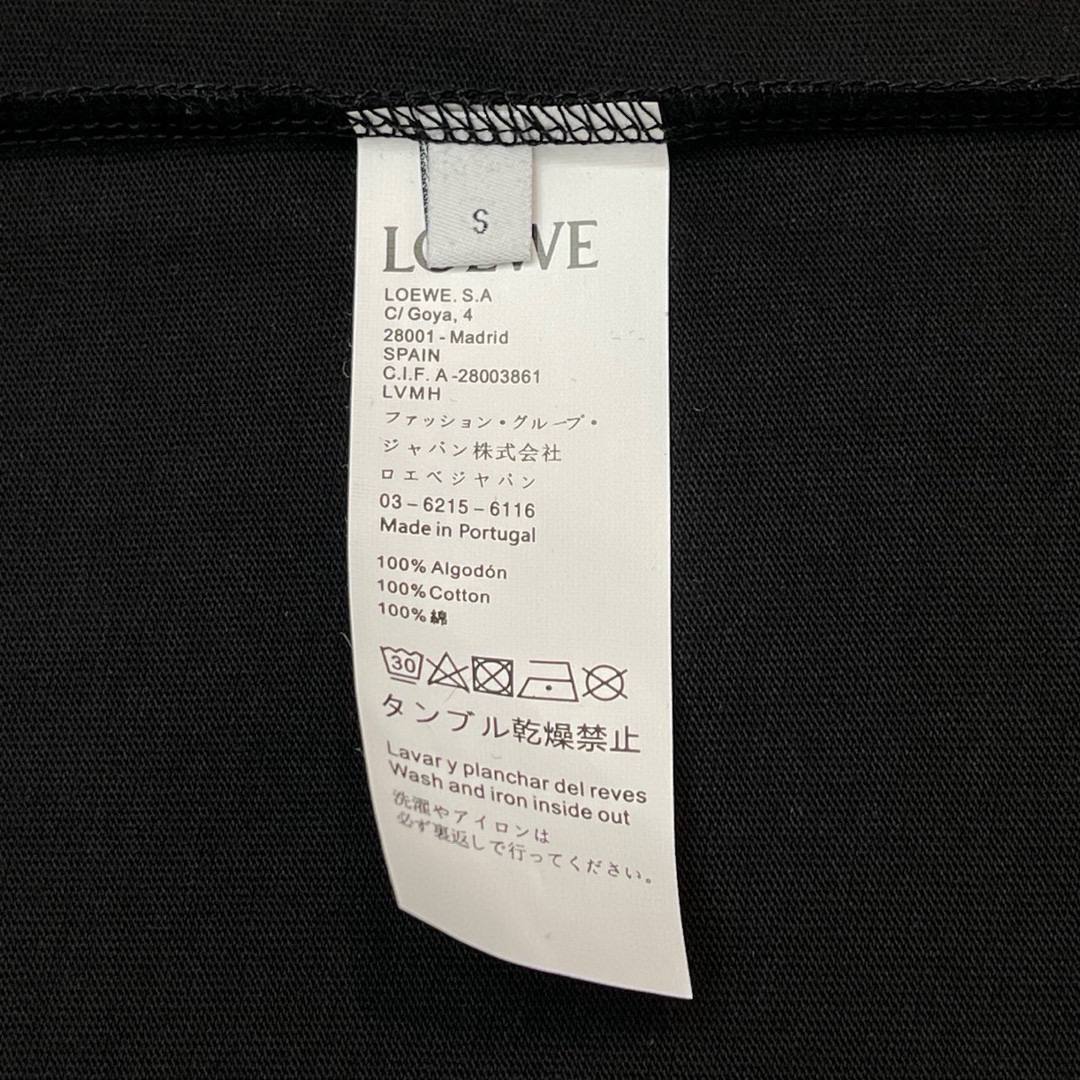 S
LOEWE
LOEWE. S.A
C/ Goya, 4
28001 - Madrid
SPAIN
C.I.F. A -28003861
LVMH
ファッション・グループ・
ジャパン株式会社
ロエベジャパン
03 – 6215 – 6116
Made in Portugal
100% Algodón
100% Cotton
100% 綿
30
タンブル乾燥禁止
Lavar y planchar del reves
Wash and iron inside out
洗濯やアイロンは
必ず裏返しで行ってください。